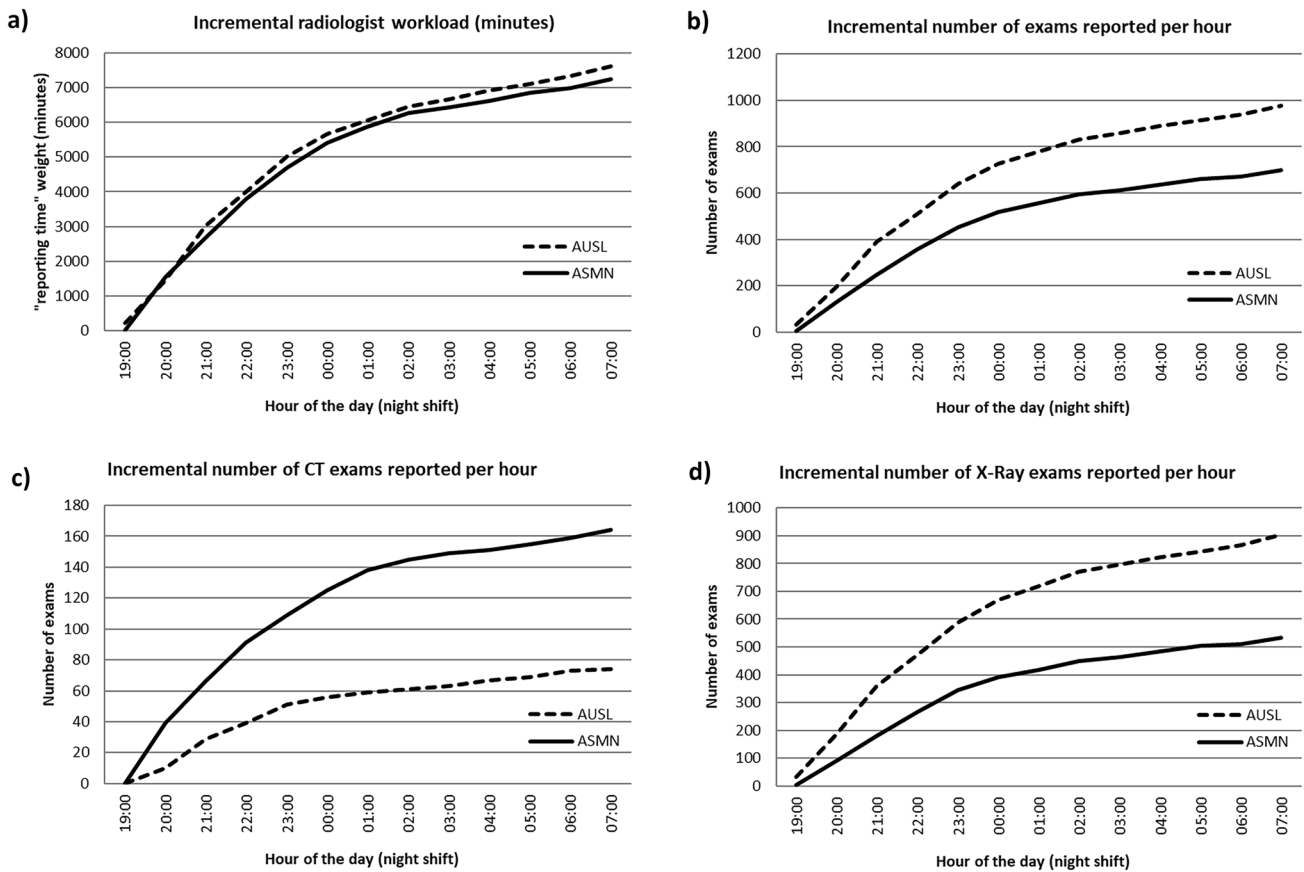 a)
Incremental radiologist workload (minutes)
"reporting time" weight (minutes)
8000
7000
6000
5000
4000
3000
2000
1000
0
AUSL
ASMN
19:00 20:00 21:00 22:00 23:00 00:00 01:00 02:00 03:00 04:00 05:00 06:00 07:00
Hour of the day (night shift)
b)
Incremental number of exams reported per hour
Number of exams
1200
1000
800
600
400
200
0
AUSL
ASMN
19:00 20:00 21:00 22:00 23:00 00:00 01:00 02:00 03:00 04:00 05:00 06:00 07:00
Hour of the day (night shift)
c)
Incremental number of CT exams reported per hour
Number of exams
180
160
140
120
100
80
60
40
20
0
AUSL
ASMN
19:00 20:00 21:00 22:00 23:00 00:00 01:00 02:00 03:00 04:00 05:00 06:00 07:00
Hour of the day (night shift)
d)
Incremental number of X-Ray exams reported per hour
Number of exams
1000
900
800
700
600
500
400
300
200
100
0
AUSL
ASMN
19:00 20:00 21:00 22:00 23:00 00:00 01:00 02:00 03:00 04:00 05:00 06:00 07:00
Hour of the day (night shift)